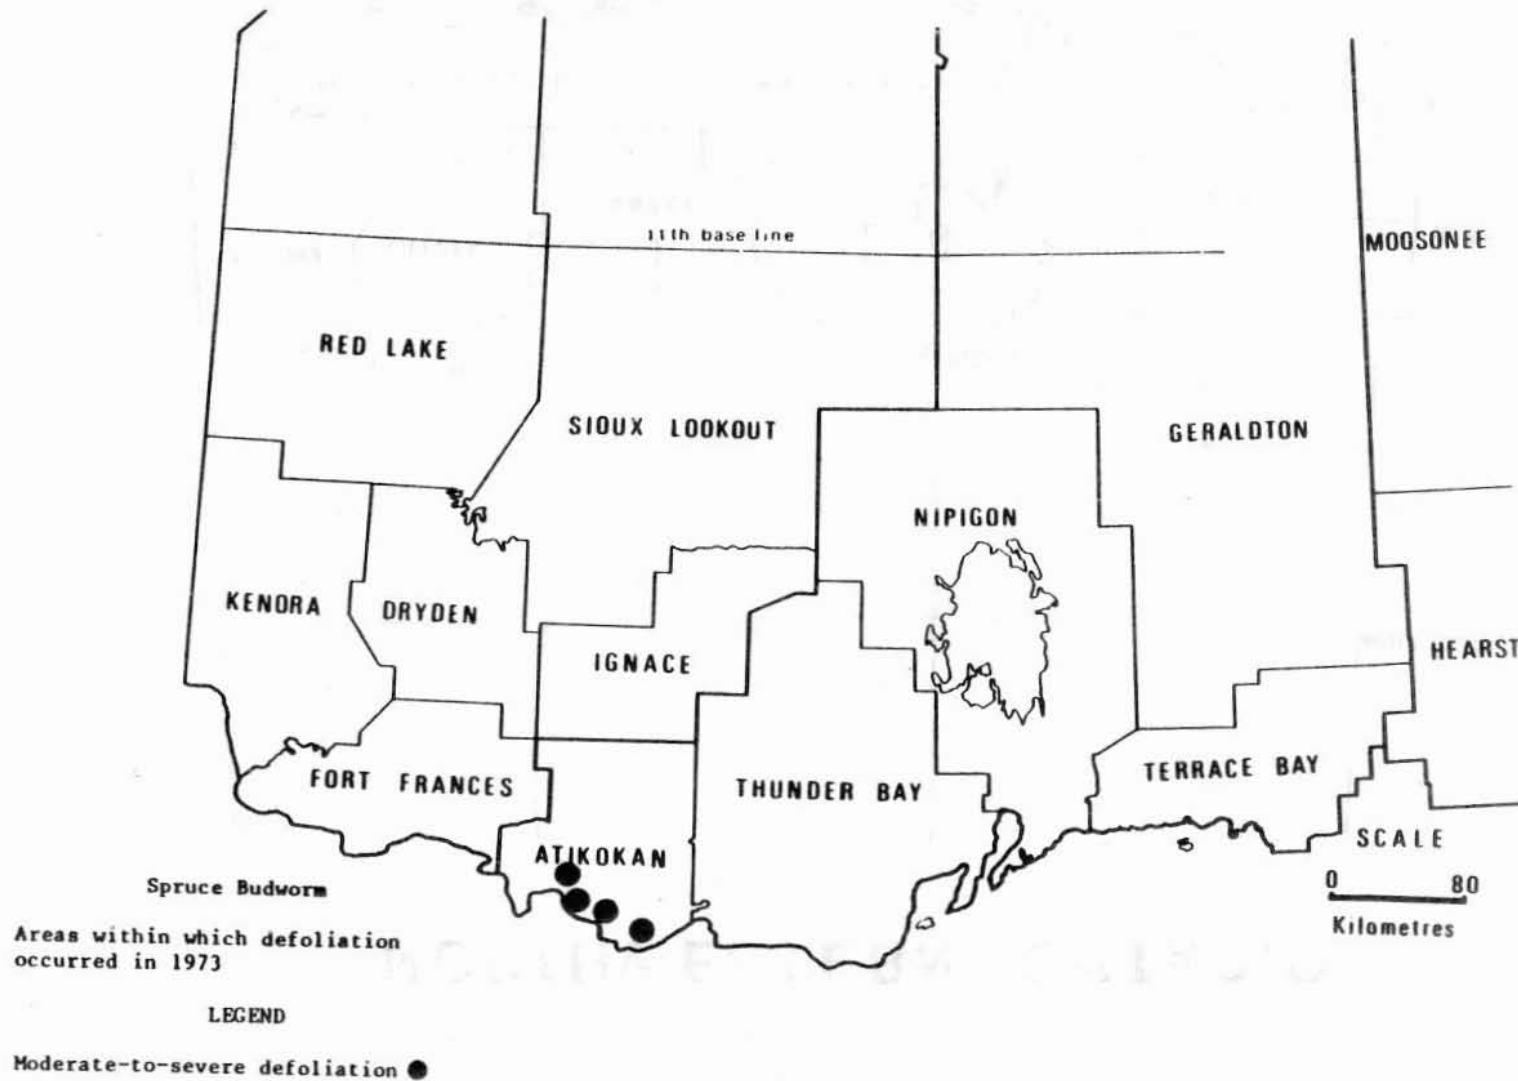 11th base line
MOOSONEE
RED LAKE
SIOUX LOOKOUT
GERALDTON
NIPIGON
KENORA
DRYDEN
IGNACE
HEARST
FORT FRANCES
THUNDER BAY
TERRACE BAY
ATIKOKAN
SCALE
0 80
Kilometres
Spruce Budworm
Areas within which defoliation
occurred in 1973
LEGEND
Moderate-to-severe defoliation